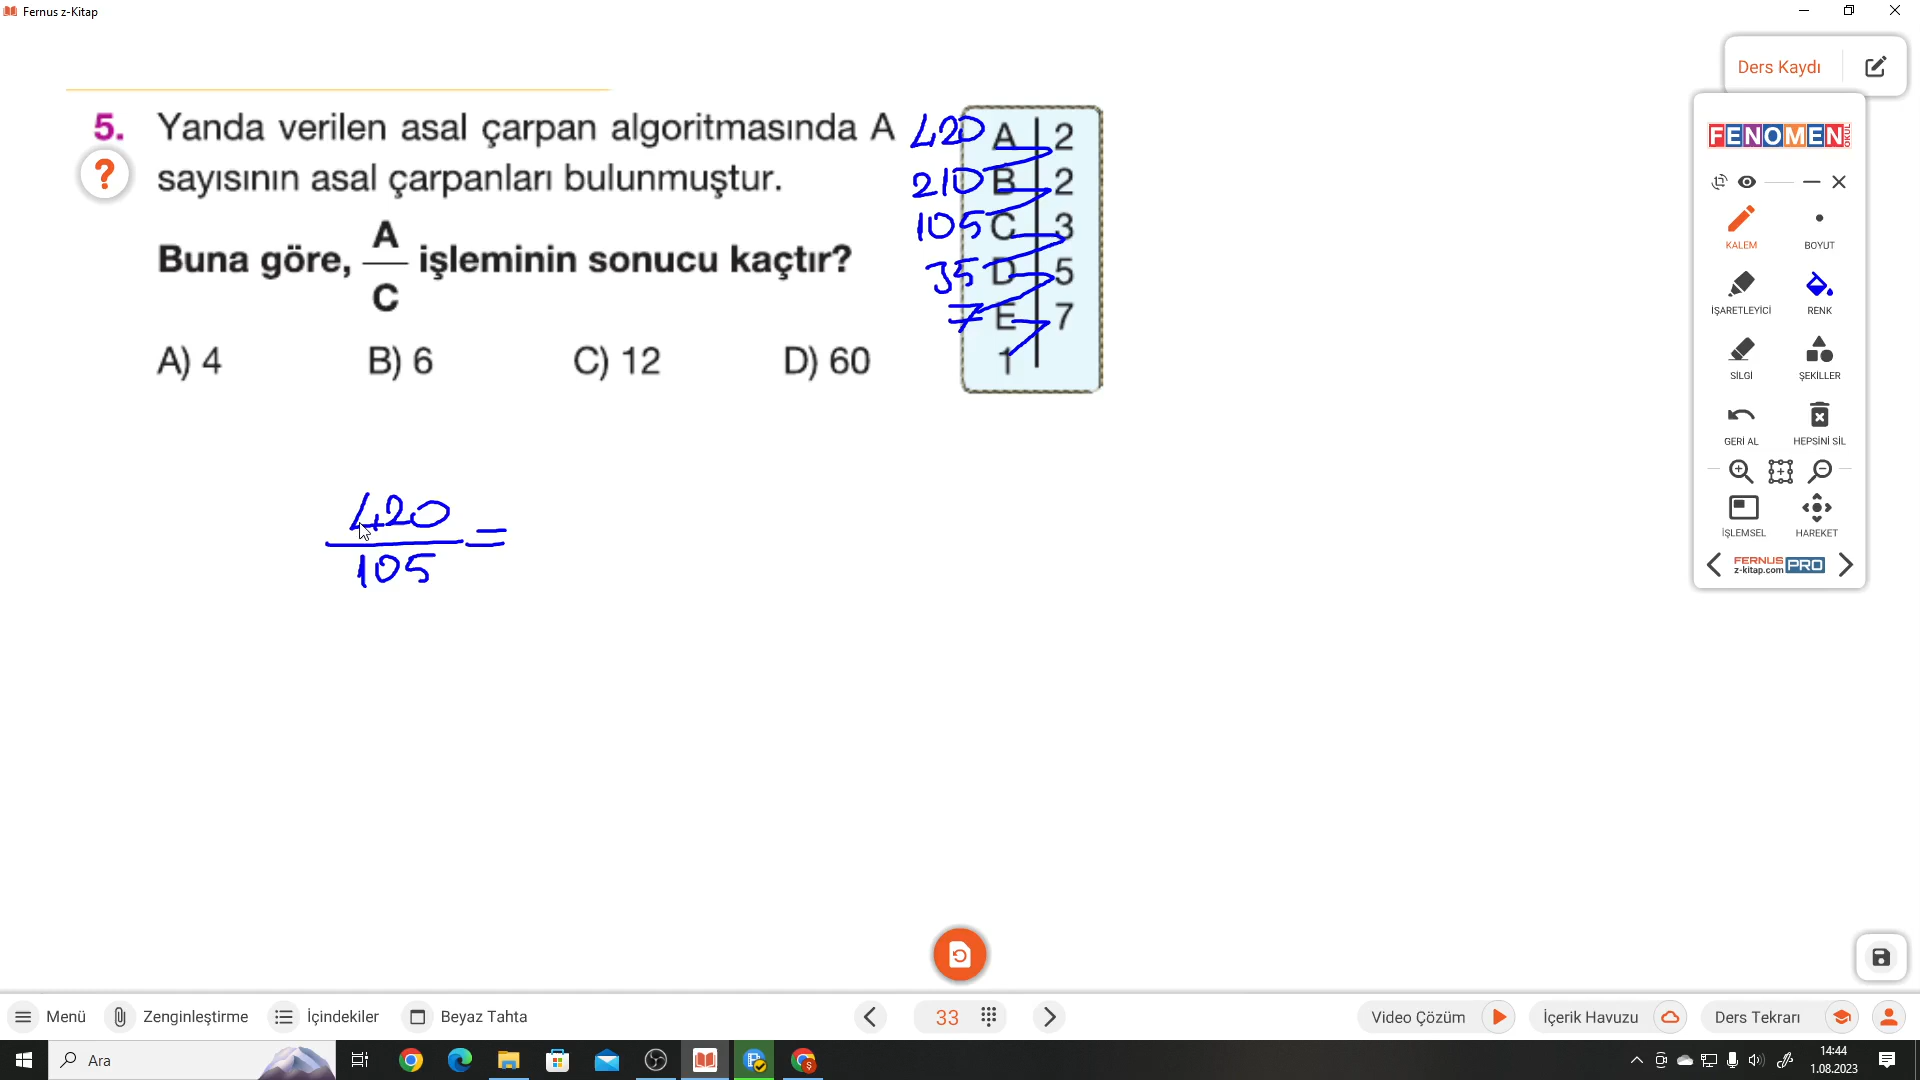 Fernus z-Kitap
Ders Kaydı
5. Yanda verilen asal çarpan algoritmasında A
sayısının asal çarpanları bulunmuştur.
Buna göre, A/C işleminin sonucu kaçtır?
A) 4 B) 6 C) 12 D) 60
?
420 A 2
210 B 2
105 C 3
35 D 5
7 E 7
1
420/105 =
FENOMEN OKUL
KALEM BOYUT
İŞARETLEYİCİ RENK
SİLGİ ŞEKİLLER
GERİ AL HEPSİNİ SİL
İŞLEMSEL HAREKET
FERNUS z-kitap.com PRO
Menü Zenginleştirme İçindekiler Beyaz Tahta 33 Video Çözüm İçerik Havuzu Ders Tekrarı
Ara
14:44
1.08.2023